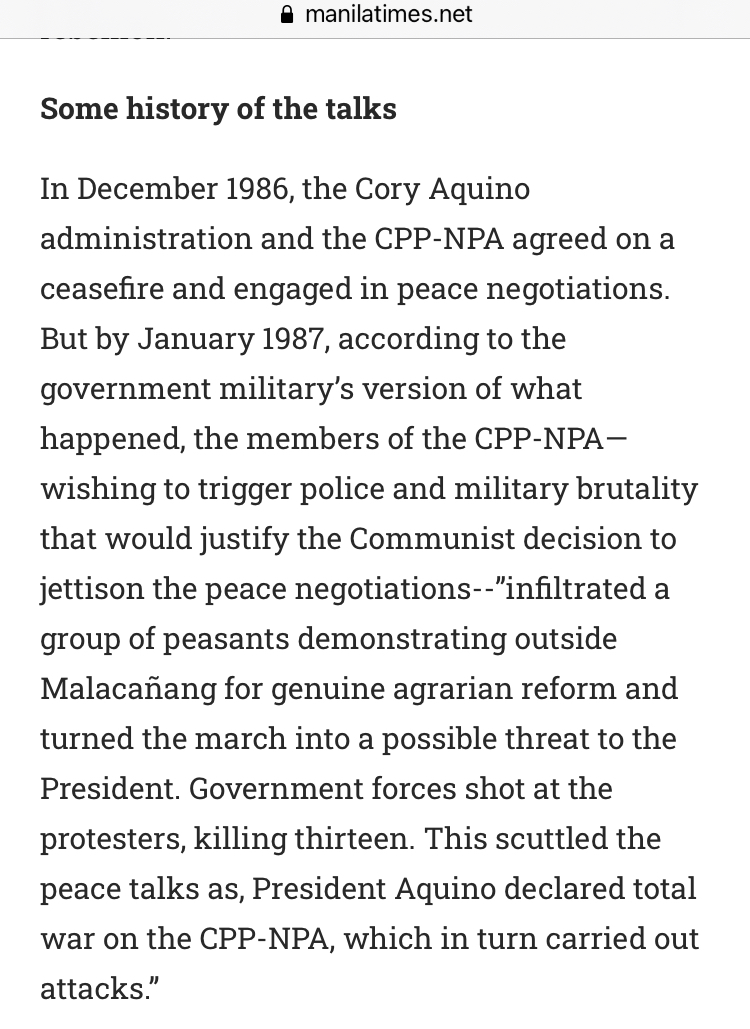 manilatimes.net
Some history of the talks
In December 1986, the Cory Aquino
administration and the CPP-NPA agreed on a
ceasefire and engaged in peace negotiations.
But by January 1987, according to the
government military’s version of what
happened, the members of the CPP-NPA—
wishing to trigger police and military brutality
that would justify the Communist decision to
jettison the peace negotiations--”infiltrated a
group of peasants demonstrating outside
Malacañang for genuine agrarian reform and
turned the march into a possible threat to the
President. Government forces shot at the
protesters, killing thirteen. This scuttled the
peace talks as, President Aquino declared total
war on the CPP-NPA, which in turn carried out
attacks.”